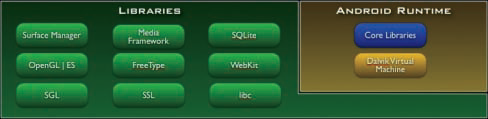 LIBRARIES
Surface Manager
Media
Framework
SQLite
OpenGL | ES
FreeType
WebKit
SGL
SSL
libc
ANDROID RUNTIME
Core Libraries
Dalvik Virtual
Machine